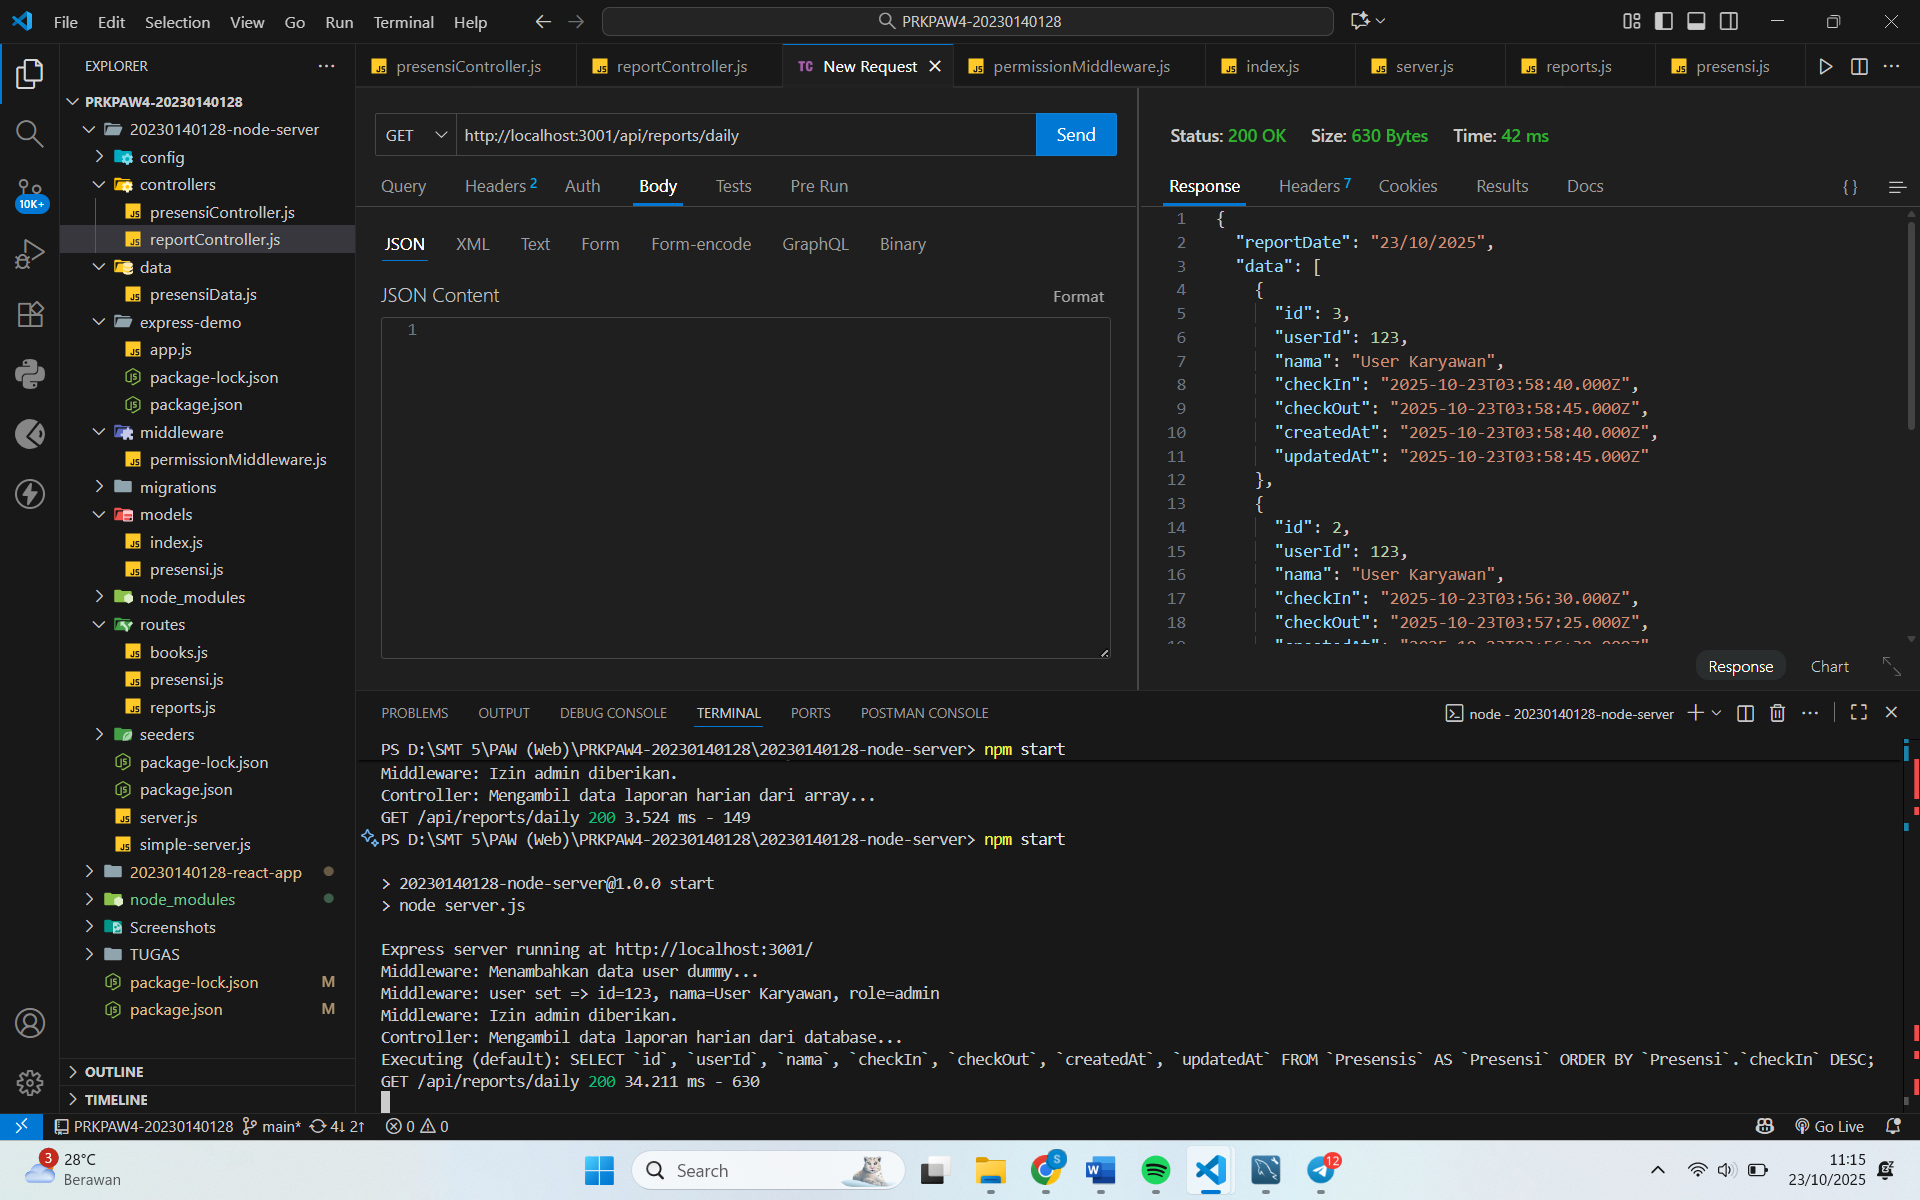 File Edit Selection View Go Run Terminal Help
PRKPAW4-20230140128
EXPLORER
PRKPAW4-20230140128
20230140128-node-server
config
controllers
presensiController.js
reportController.js
data
presensiData.js
express-demo
app.js
package-lock.json
package.json
middleware
permissionMiddleware.js
migrations
models
index.js
presensi.js
node_modules
routes
books.js
presensi.js
reports.js
seeders
package-lock.json
package.json
server.js
simple-server.js
20230140128-react-app
node_modules
Screenshots
TUGAS
package-lock.json M
package.json M
OUTLINE
TIMELINE
10K+
presensiController.js reportController.js TC New Request permissionMiddleware.js index.js server.js reports.js presensi.js
GET http://localhost:3001/api/reports/daily Send
Query Headers 2 Auth Body Tests Pre Run
JSON XML Text Form Form-encode GraphQL Binary
JSON Content Format
1
Status: 200 OK Size: 630 Bytes Time: 42 ms
Response Headers 7 Cookies Results Docs {}
1 {
2 "reportDate": "23/10/2025",
3 "data": [
4 {
5 "id": 3,
6 "userId": 123,
7 "nama": "User Karyawan",
8 "checkIn": "2025-10-23T03:58:40.000Z",
9 "checkOut": "2025-10-23T03:58:45.000Z",
10 "createdAt": "2025-10-23T03:58:40.000Z",
11 "updatedAt": "2025-10-23T03:58:45.000Z"
12 },
13 {
14 "id": 2,
15 "userId": 123,
16 "nama": "User Karyawan",
17 "checkIn": "2025-10-23T03:56:30.000Z",
18 "checkOut": "2025-10-23T03:57:25.000Z",
Response Chart
PROBLEMS OUTPUT DEBUG CONSOLE TERMINAL PORTS POSTMAN CONSOLE
node - 20230140128-node-server
PS D:\SMT 5\PAW (Web)\PRKPAW4-20230140128\20230140128-node-server> npm start
Middleware: Izin admin diberikan.
Controller: Mengambil data laporan harian dari array...
GET /api/reports/daily 200 3.524 ms - 149
PS D:\SMT 5\PAW (Web)\PRKPAW4-20230140128\20230140128-node-server> npm start
> 20230140128-node-server@1.0.0 start
> node server.js
Express server running at http://localhost:3001/
Middleware: Menambahkan data user dummy...
Middleware: user set => id=123, nama=User Karyawan, role=admin
Middleware: Izin admin diberikan.
Controller: Mengambil data laporan harian dari database...
Executing (default): SELECT `id`, `userId`, `nama`, `checkIn`, `checkOut`, `createdAt`, `updatedAt` FROM `Presensis` AS `Presensi` ORDER BY `Presensi`.`checkIn` DESC;
GET /api/reports/daily 200 34.211 ms - 630
PRKPAW4-20230140128 main* 4↓ 2↑ 0 0 Go Live
3 28°C
Berawan
Search
S
W
12
11:15
23/10/2025